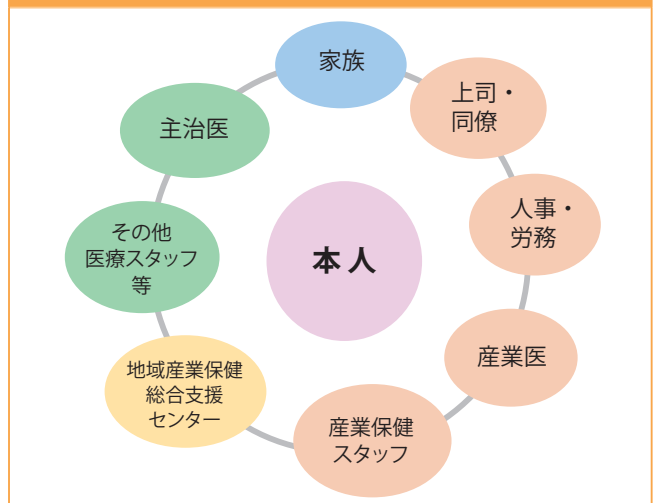 家族
上司・
同僚
人事・
労務
産業医
産業保健
スタッフ
地域産業保健
総合支援
センター
その他
医療スタッフ
等
主治医
本人